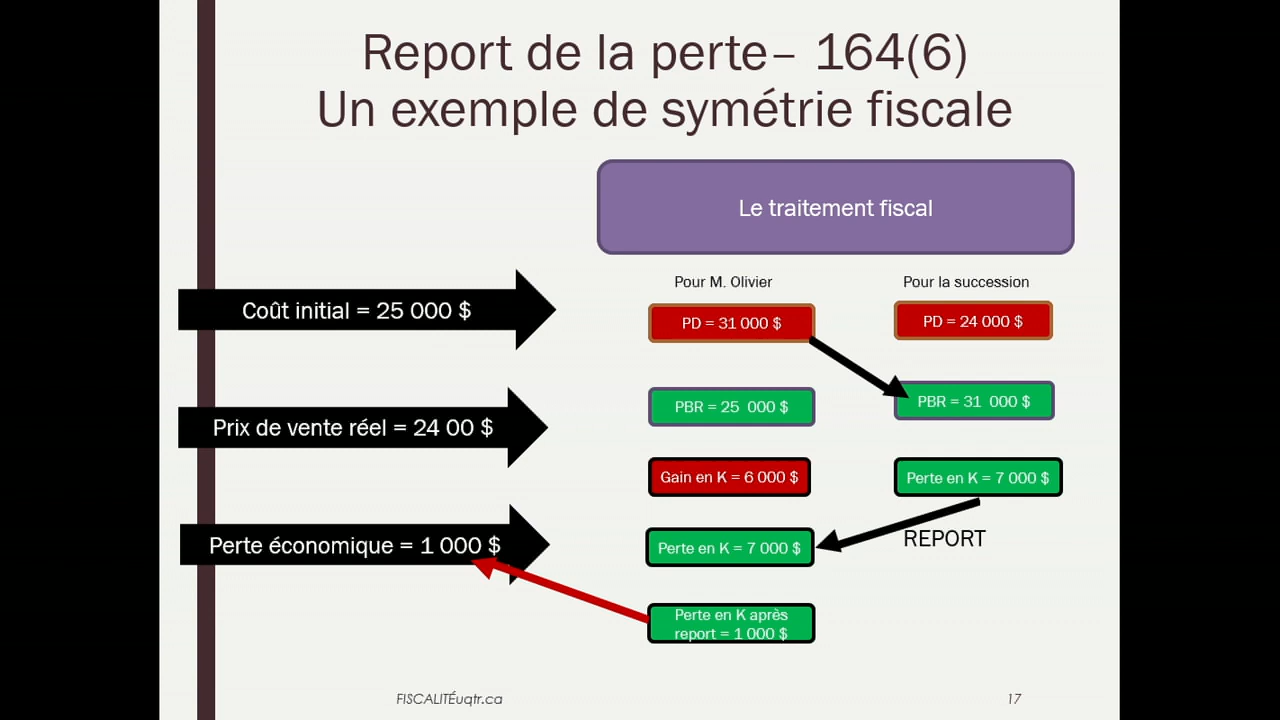 Report de la perte– 164(6)
Un exemple de symétrie fiscale
Le traitement fiscal
Pour M. Olivier
Pour la succession
Coût initial = 25 000 $
PD = 31 000 $
PD = 24 000 $
Prix de vente réel = 24 00 $
PBR = 25  000 $
PBR = 31  000 $
Gain en K = 6 000 $
Perte en K = 7 000 $
Perte économique = 1 000 $
Perte en K = 7 000 $
REPORT
Perte en K après
report = 1 000 $
FISCALITÉuqtr.ca
17